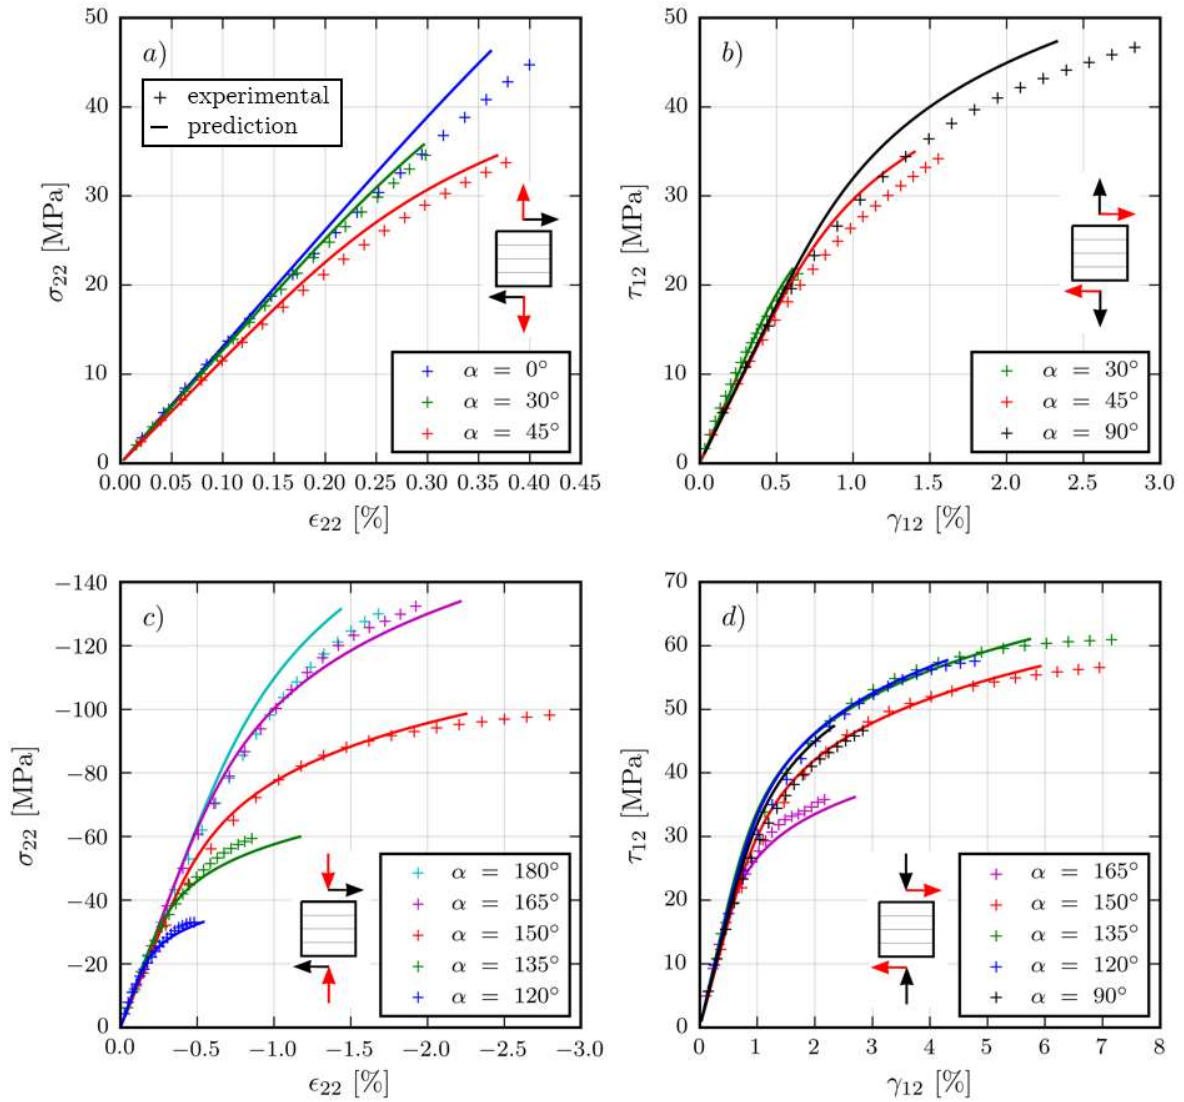 a)
50
40
30
20
10
0
σ22 [MPa]
+ experimental
— prediction
+ α = 0°
+ α = 30°
+ α = 45°
0.00 0.05 0.10 0.15 0.20 0.25 0.30 0.35 0.40 0.45
ϵ22 [%]
b)
50
40
30
20
10
0
τ12 [MPa]
+ α = 30°
+ α = 45°
+ α = 90°
0.0 0.5 1.0 1.5 2.0 2.5 3.0
γ12 [%]
c)
−140
−120
−100
−80
−60
−40
−20
0
σ22 [MPa]
+ α = 180°
+ α = 165°
+ α = 150°
+ α = 135°
+ α = 120°
0.0 −0.5 −1.0 −1.5 −2.0 −2.5 −3.0
ϵ22 [%]
d)
70
60
50
40
30
20
10
0
τ12 [MPa]
+ α = 165°
+ α = 150°
+ α = 135°
+ α = 120°
+ α = 90°
0 1 2 3 4 5 6 7 8
γ12 [%]